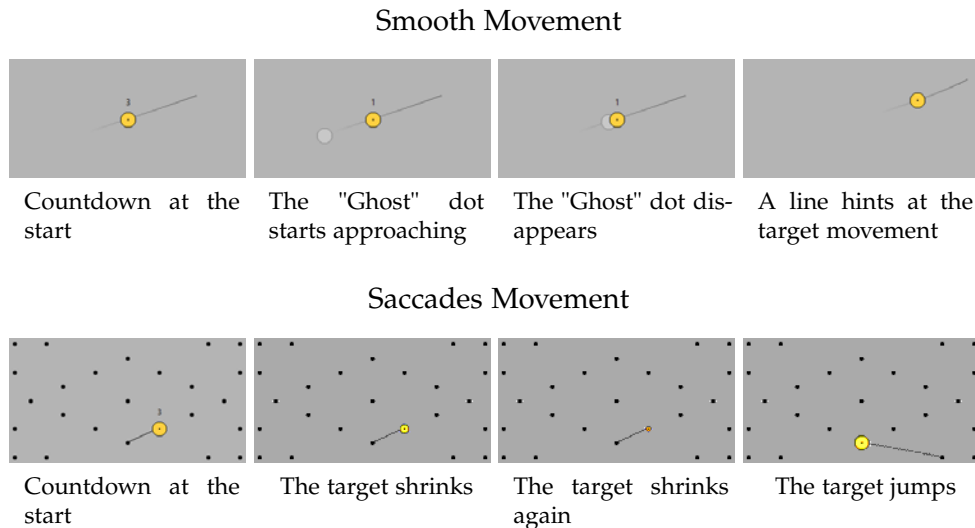 Smooth Movement
3
1
1
Countdown at the
start
The "Ghost" dot
starts approaching
The "Ghost" dot dis-
appears
A line hints at the
target movement
Saccades Movement
3
Countdown at the
start
The target shrinks
The target shrinks
again
The target jumps